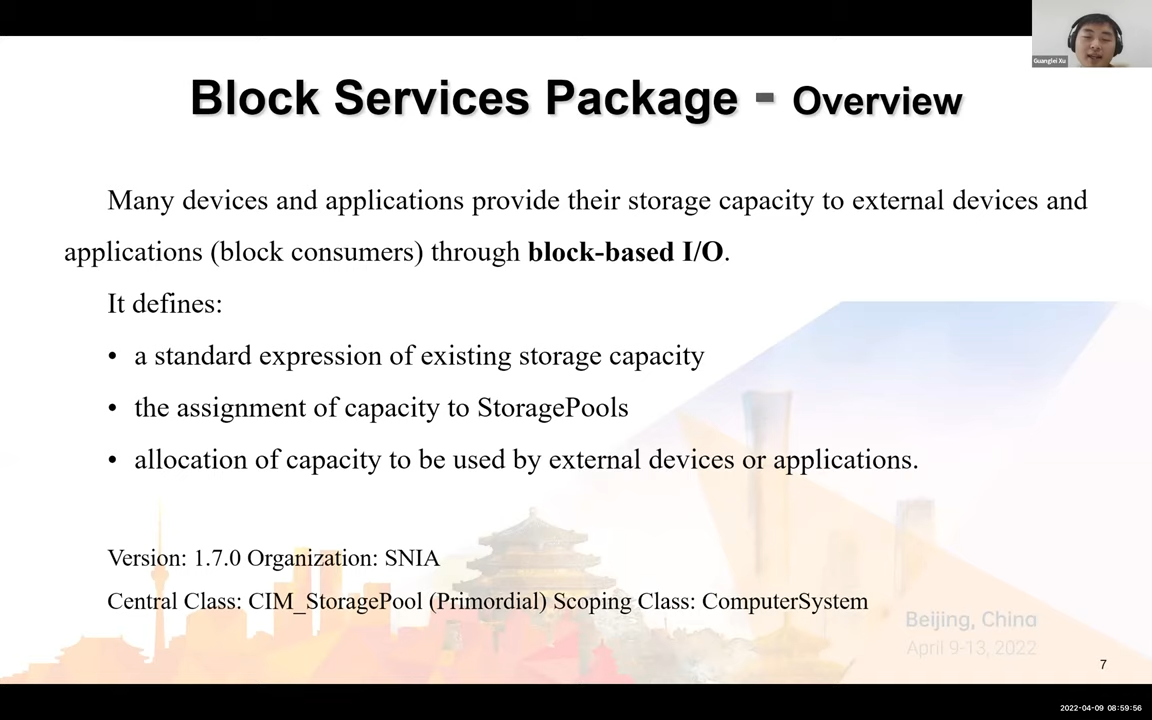 Guanglei Xu
Block Services Package - Overview
Many devices and applications provide their storage capacity to external devices and
applications (block consumers) through block-based I/O.
It defines:
• a standard expression of existing storage capacity
• the assignment of capacity to StoragePools
• allocation of capacity to be used by external devices or applications.
Version: 1.7.0 Organization: SNIA
Central Class: CIM_StoragePool (Primordial) Scoping Class: ComputerSystem
Beijing, China
April 9-13, 2022
7
2022-04-09 08:59:56